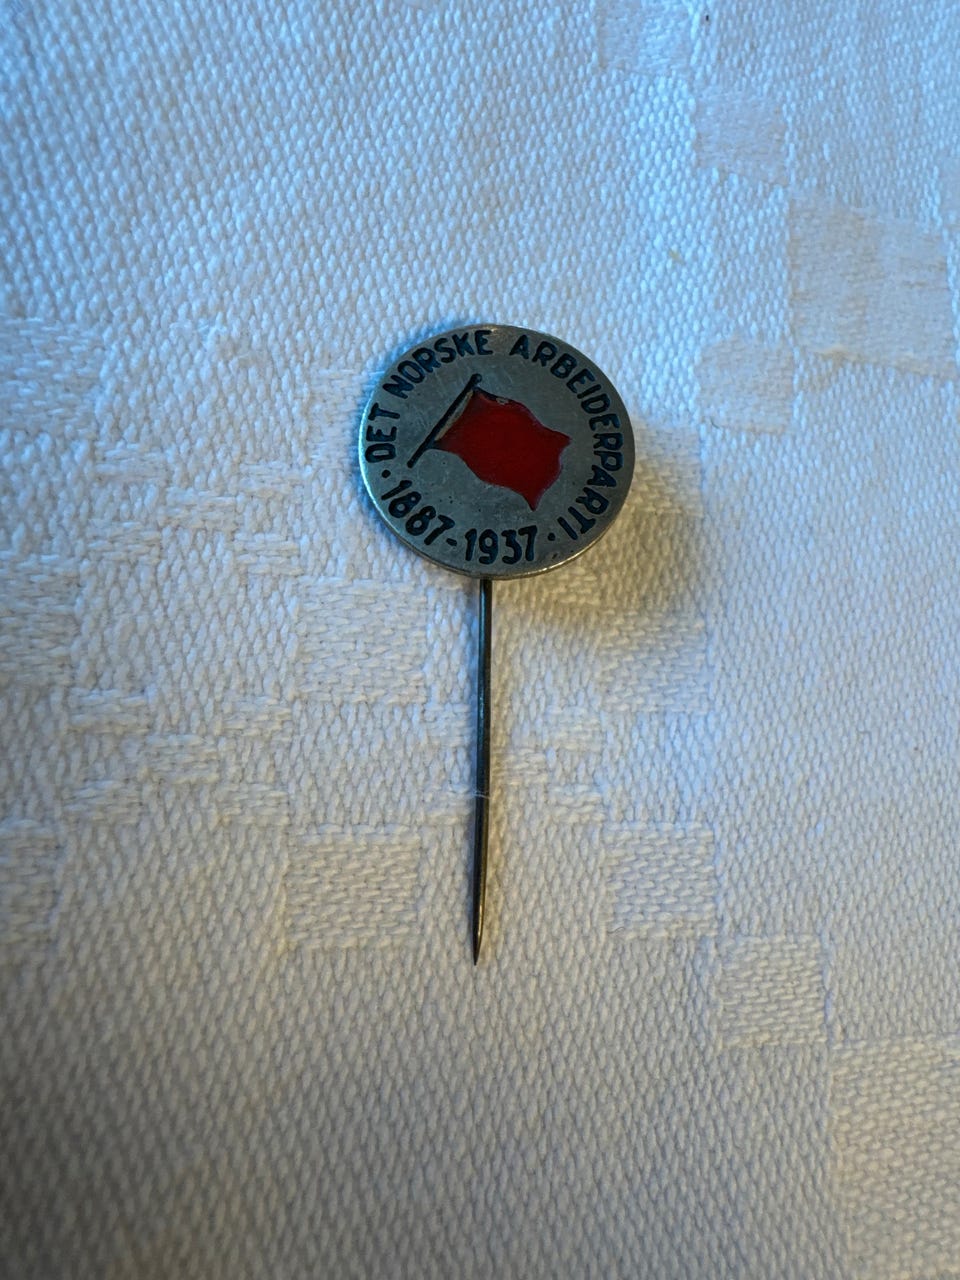 DET NORSKE ARBEIDERPARTI
· 1887-1937 ·